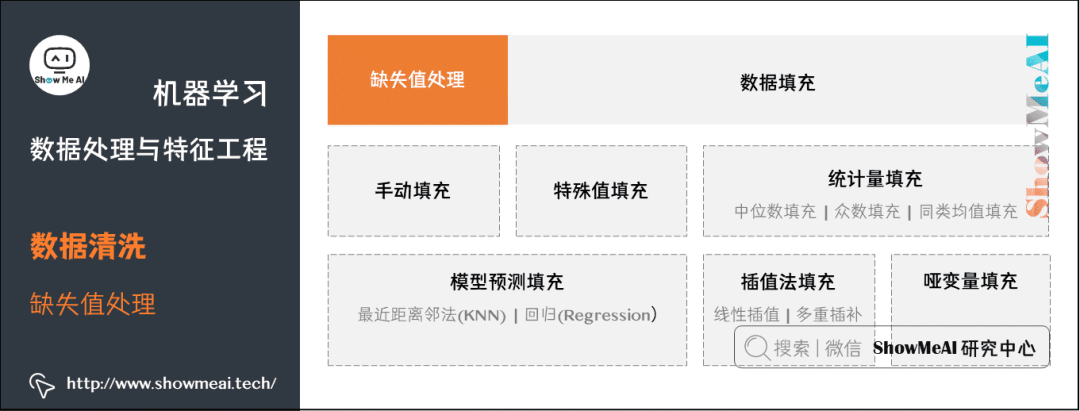 AI
Show Me AI
机器学习
数据处理与特征工程
数据清洗
缺失值处理
http://www.showmeai.tech/
缺失值处理
数据填充
ShowMeAI
手动填充
特殊值填充
统计量填充
中位数填充 | 众数填充 | 同类均值填充
模型预测填充
最近距离邻法(KNN) | 回归(Regression)
插值法填充
线性插值 | 多重插补
哑变量填充
搜索 | 微信 ShowMeAI 研究中心